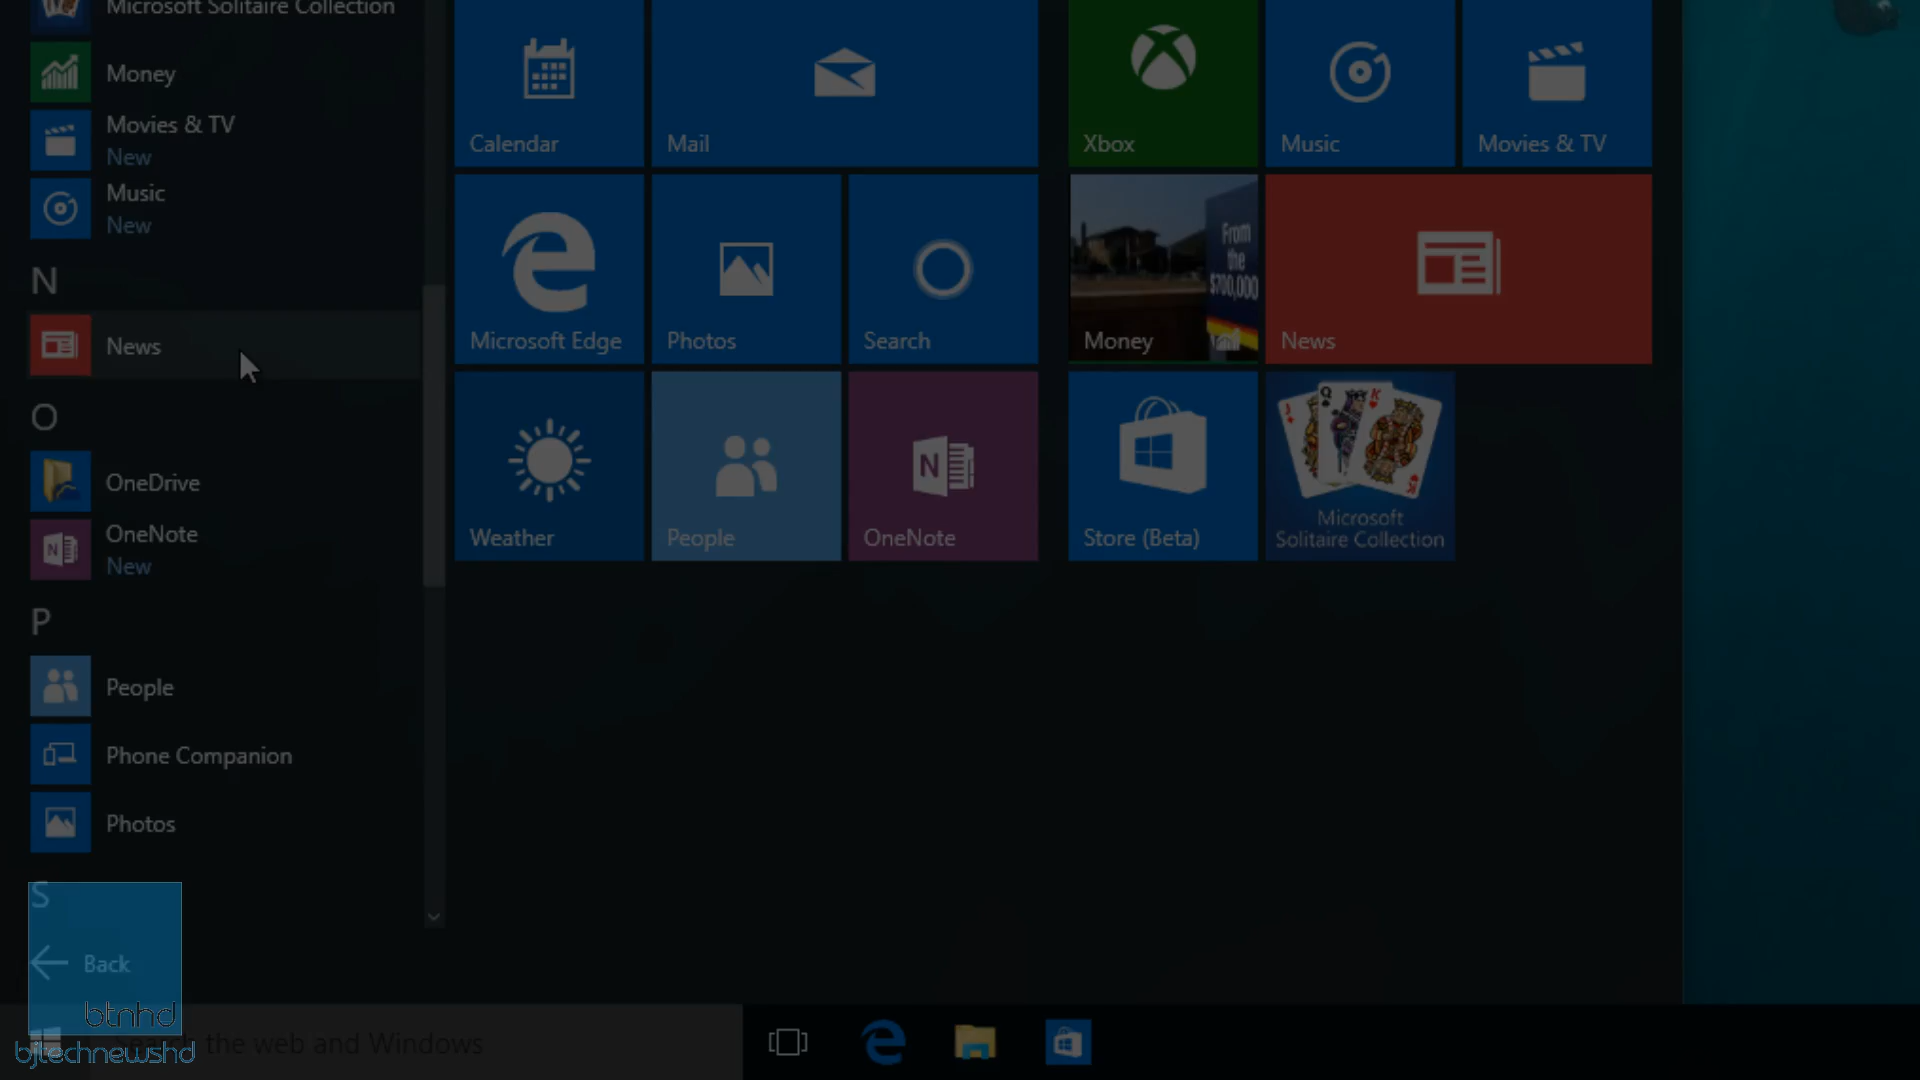 Microsoft Solitaire Collection
Money
Movies & TV
New
Music
New
N
News
O
OneDrive
OneNote
New
P
People
Phone Companion
Photos
S
Back
Calendar
Mail
Microsoft Edge
Photos
Search
Weather
People
N
OneNote
Xbox
Music
Movies & TV
From
the
$700,000
Money
News
Store (Beta)
J
Q
K
K
Microsoft
Solitaire Collection
Search the web and Windows
btnhd
bjtechnewshd